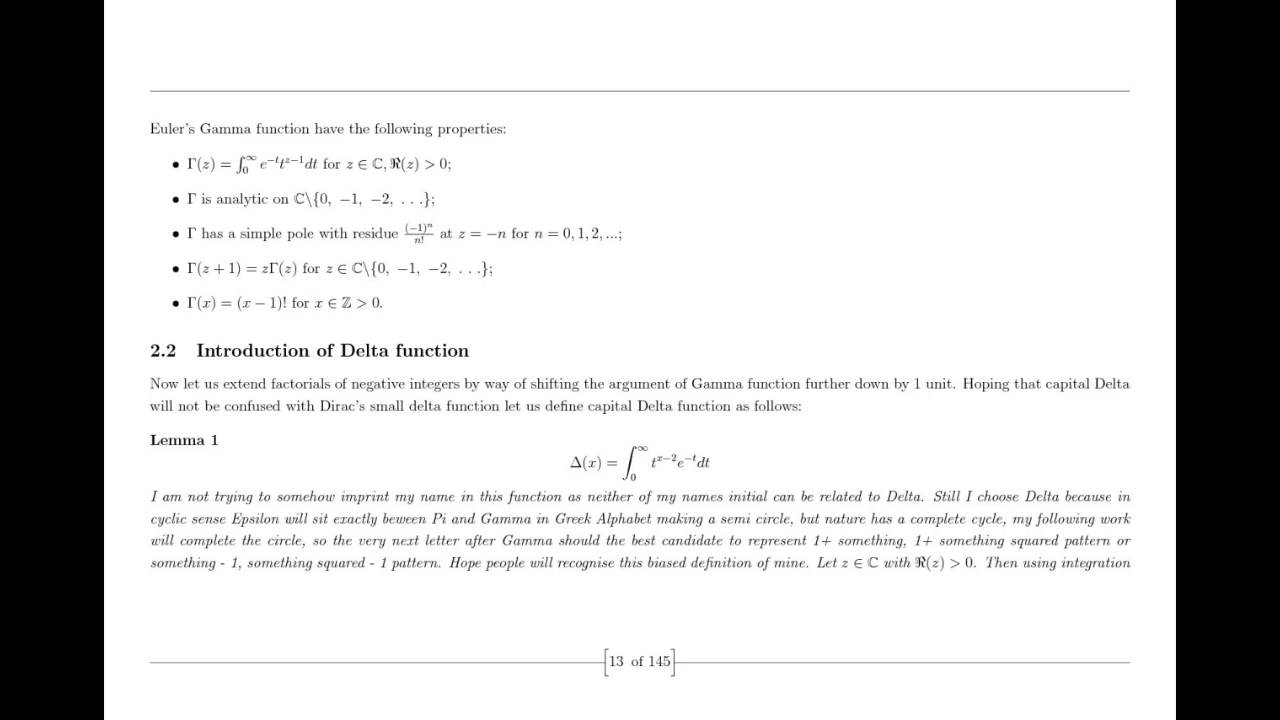 Euler's Gamma function have the following properties:
• Γ(z) = ∫₀^∞ e^{−t}t^{z−1}dt for z ∈ ℂ, ℜ(z) > 0;
• Γ is analytic on ℂ\{0, −1, −2, . . .};
• Γ has a simple pole with residue (−1)^n/n! at z = −n for n = 0, 1, 2, ...;
• Γ(z + 1) = zΓ(z) for z ∈ ℂ\{0, −1, −2, . . .};
• Γ(x) = (x − 1)! for x ∈ ℤ > 0.
2.2 Introduction of Delta function
Now let us extend factorials of negative integers by way of shifting the argument of Gamma function further down by 1 unit. Hoping that capital Delta
will not be confused with Dirac's small delta function let us define capital Delta function as follows:
Lemma 1
Δ(x) = ∫₀^∞ t^{x−2}e^{−t}dt
I am not trying to somehow imprint my name in this function as neither of my names initial can be related to Delta. Still I choose Delta because in
cyclic sense Epsilon will sit exactly beween Pi and Gamma in Greek Alphabet making a semi circle, but nature has a complete cycle, my following work
will complete the circle, so the very next letter after Gamma should the best candidate to represent 1+ something, 1+ something squared pattern or
something - 1, something squared - 1 pattern. Hope people will recognise this biased definition of mine. Let z ∈ ℂ with ℜ(z) > 0. Then using integration
13 of 145